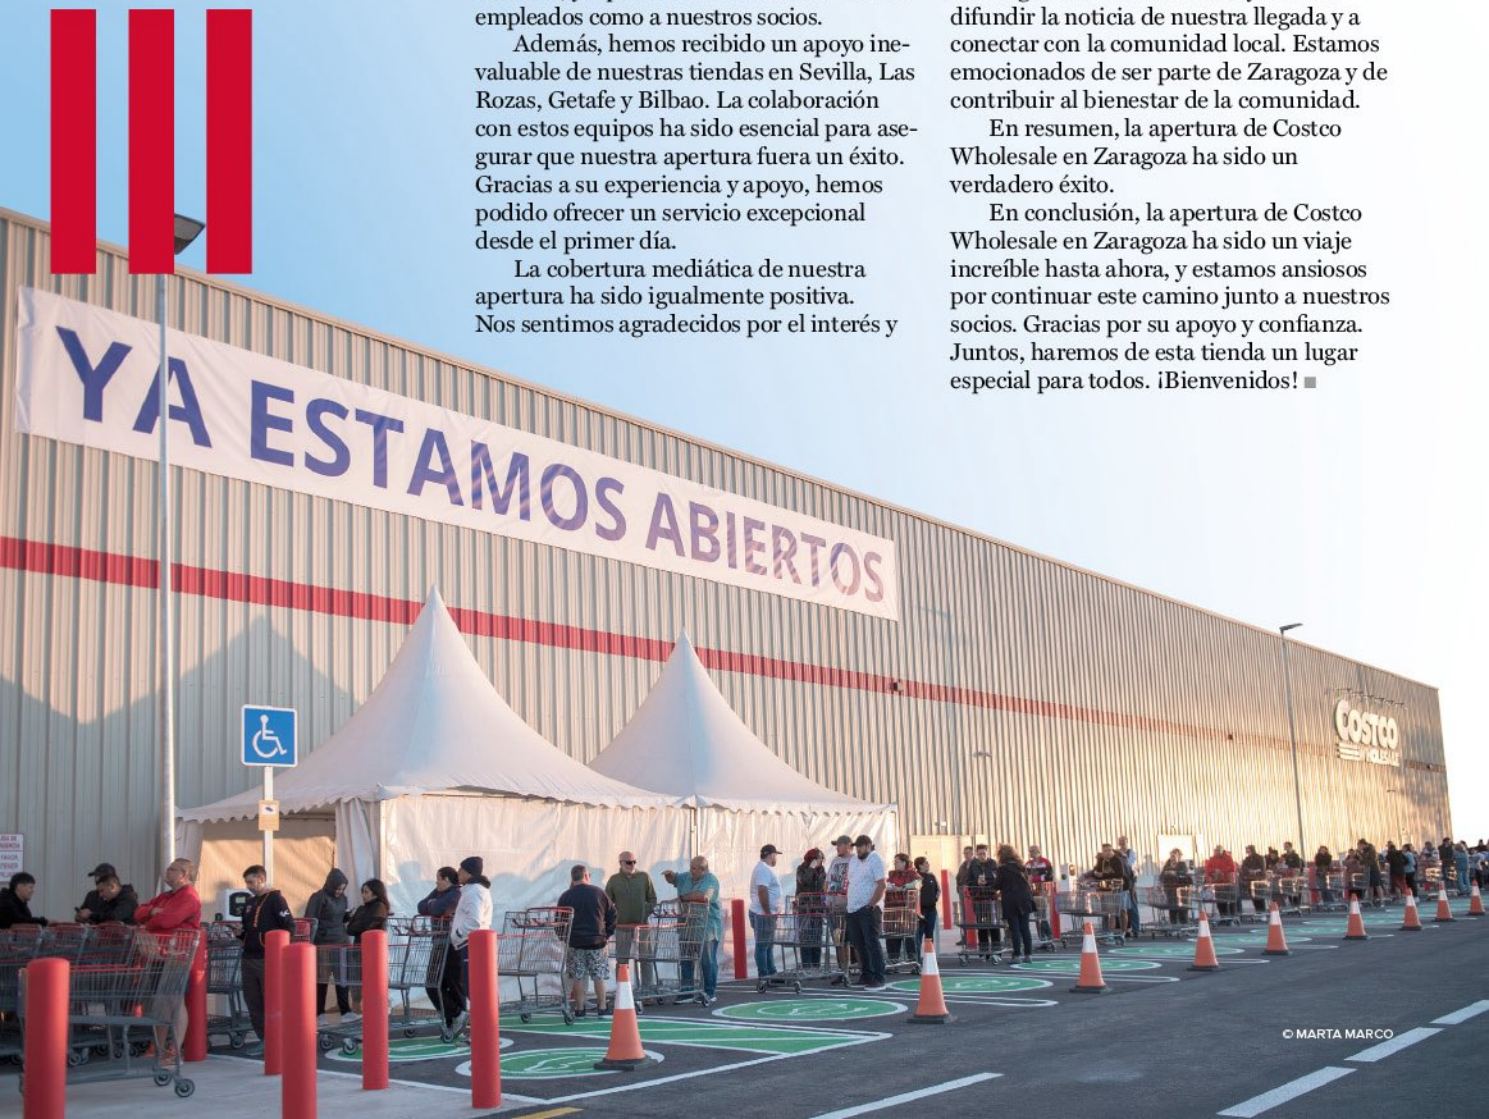 empleados como a nuestros socios.
Además, hemos recibido un apoyo ine-
valuable de nuestras tiendas en Sevilla, Las
Rozas, Getafe y Bilbao. La colaboración
con estos equipos ha sido esencial para ase-
gurar que nuestra apertura fuera un éxito.
Gracias a su experiencia y apoyo, hemos
podido ofrecer un servicio excepcional
desde el primer día.
La cobertura mediática de nuestra
apertura ha sido igualmente positiva.
Nos sentimos agradecidos por el interés y
difundir la noticia de nuestra llegada y a
conectar con la comunidad local. Estamos
emocionados de ser parte de Zaragoza y de
contribuir al bienestar de la comunidad.
En resumen, la apertura de Costco
Wholesale en Zaragoza ha sido un
verdadero éxito.
En conclusión, la apertura de Costco
Wholesale en Zaragoza ha sido un viaje
increíble hasta ahora, y estamos ansiosos
por continuar este camino junto a nuestros
socios. Gracias por su apoyo y confianza.
Juntos, haremos de esta tienda un lugar
especial para todos. ¡Bienvenidos!
YA ESTAMOS ABIERTOS
COSTCO
WHOLESALE
© MARTA MARCO